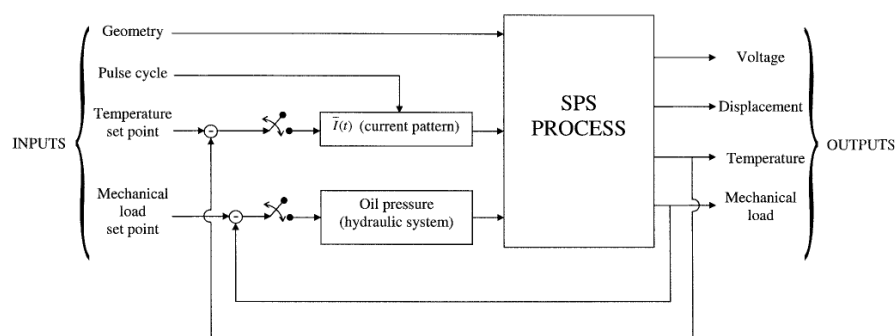 Geometry
Pulse cycle
Temperature
set point
INPUTS
Mechanical
load
set point
-
-
Ī(t) (current pattern)
Oil pressure
(hydraulic system)
SPS
PROCESS
Voltage
Displacement
Temperature
Mechanical
load
OUTPUTS